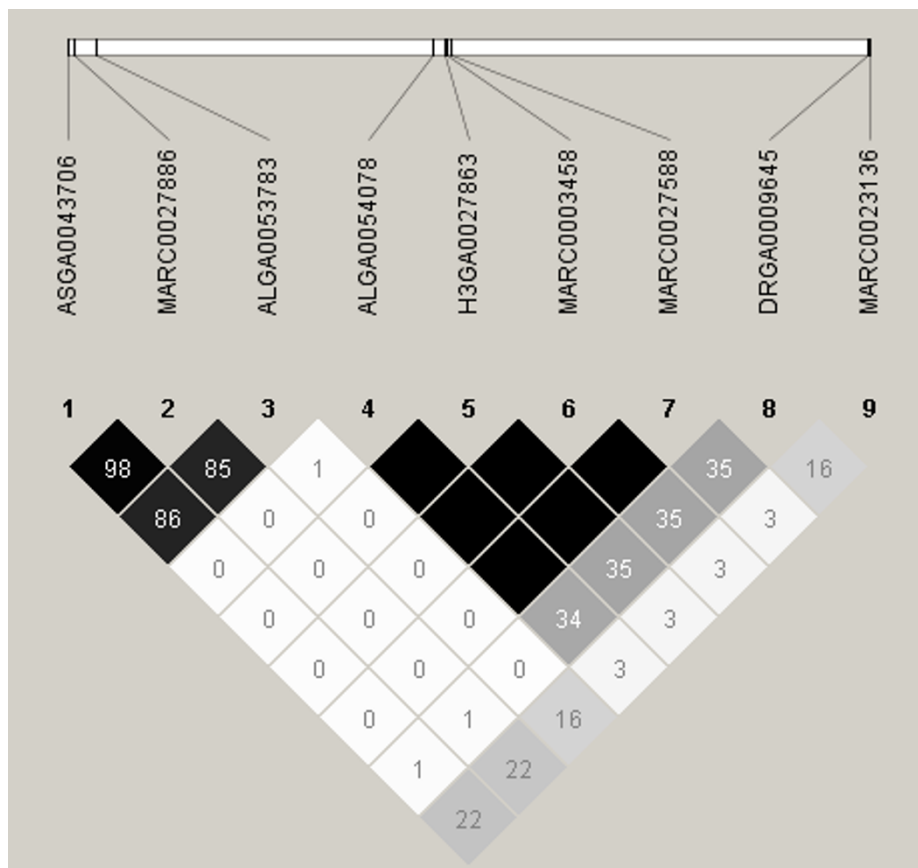 ASGA0043706
MARC0027886
ALGA0053783
ALGA0054078
H3GA0027863
MARC0003458
MARC0027588
DRGA0009645
MARC0023136
1 2 3 4 5 6 7 8 9
98 85 1 35 16
86 0 0 35 3
0 0 0 35 3
0 0 0 34 3
0 0 0 3
0 1 16
1 22
22